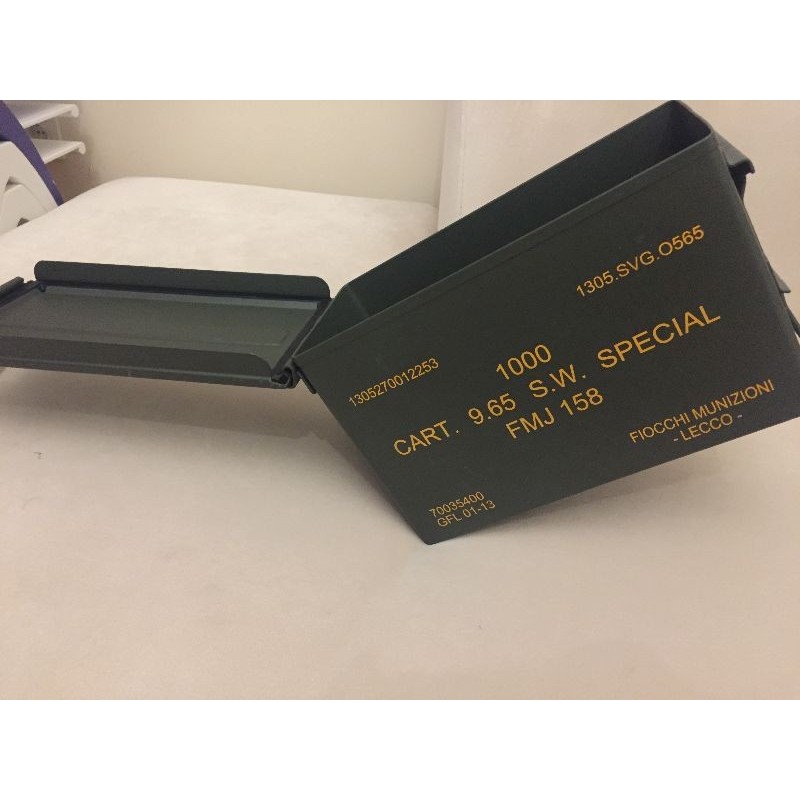 1305.SVG.O565
1305270012253
1000
CART. 9.65 S.W. SPECIAL
FMJ 158
FIOCCHI MUNIZIONI
- LECCO -
70035400
GFL 01-13